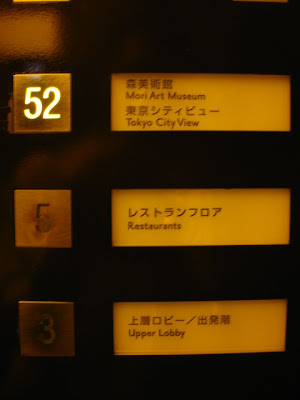 52
森美術館
Mori Art Museum
東京シティビュー
Tokyo City View
5
レストランフロア
Restaurants
3
上層ロビー／出発階
Upper Lobby